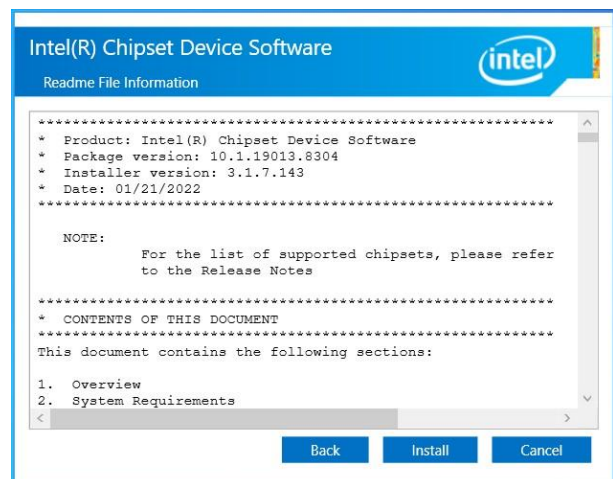 Intel(R) Chipset Device Software
intel
Readme File Information
*************************************************************
*  Product: Intel(R) Chipset Device Software
*  Package version: 10.1.19013.8304
*  Installer version: 3.1.7.143
*  Date: 01/21/2022
*************************************************************
NOTE:
For the list of supported chipsets, please refer
to the Release Notes
*************************************************************
*  CONTENTS OF THIS DOCUMENT
*************************************************************
This document contains the following sections:
1.  Overview
2.  System Requirements
Back Install Cancel